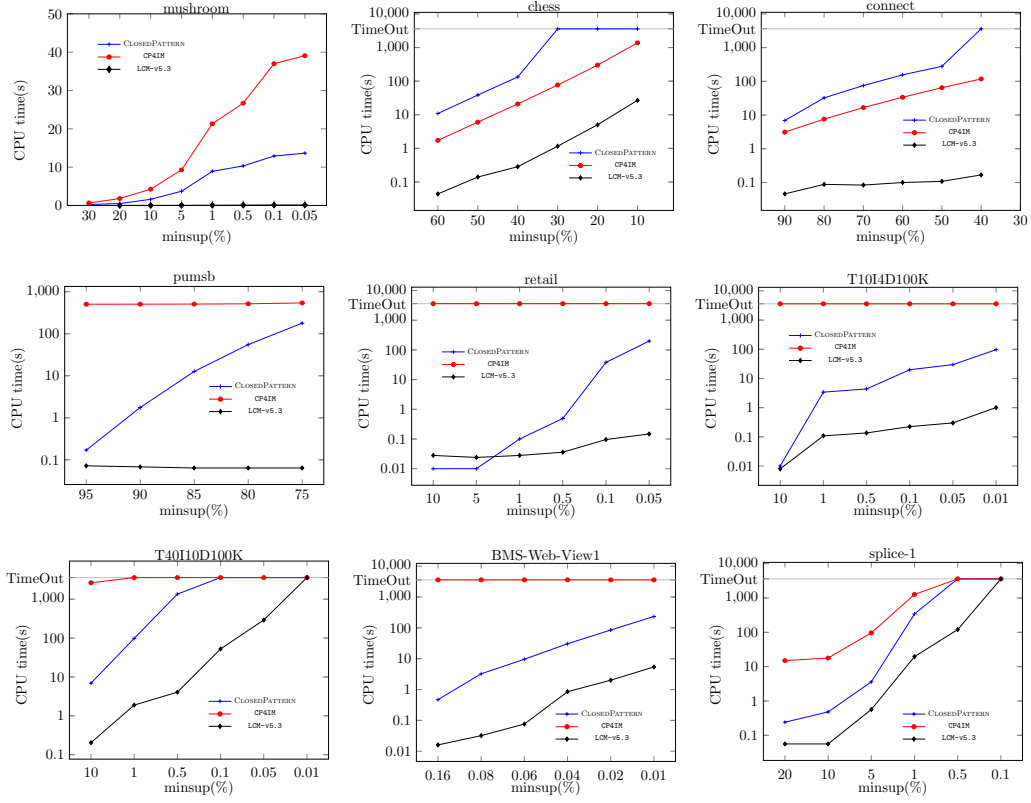 mushroom
50
40
30
20
10
0
CPU time(s)
CLOSEDPATTERN
CP4IM
LCM-v5.3
30 20 10 5 1 0.5 0.1 0.05
minsup(%)
chess
10,000
TimeOut
1,000
100
10
1
0.1
CPU time(s)
CLOSEDPATTERN
CP4IM
LCM-v5.3
60 50 40 30 20 10
minsup(%)
connect
10,000
TimeOut
1,000
100
10
1
0.1
CPU time(s)
CLOSEDPATTERN
CP4IM
LCM-v5.3
90 80 70 60 50 40 30
minsup(%)
pumsb
1,000
100
10
1
0.1
CPU time(s)
CLOSEDPATTERN
CP4IM
LCM-v5.3
95 90 85 80 75
minsup(%)
retail
10,000
TimeOut
1,000
100
10
1
0.1
0.01
CPU time(s)
CLOSEDPATTERN
CP4IM
LCM-v5.3
10 5 1 0.5 0.1 0.05
minsup(%)
T10I4D100K
10,000
TimeOut
1,000
100
10
1
0.1
0.01
CPU time(s)
CLOSEDPATTERN
CP4IM
LCM-v5.3
10 1 0.5 0.1 0.05 0.01
minsup(%)
T40I10D100K
TimeOut
1,000
100
10
1
0.1
CPU time(s)
CLOSEDPATTERN
CP4IM
LCM-v5.3
10 1 0.5 0.1 0.05 0.01
minsup(%)
BMS-Web-View1
10,000
TimeOut
1,000
100
10
1
0.1
0.01
CPU time(s)
CLOSEDPATTERN
CP4IM
LCM-v5.3
0.16 0.08 0.06 0.04 0.02 0.01
minsup(%)
splice-1
10,000
TimeOut
1,000
100
10
1
0.1
CPU time(s)
CLOSEDPATTERN
CP4IM
LCM-v5.3
20 10 5 1 0.5 0.1
minsup(%)